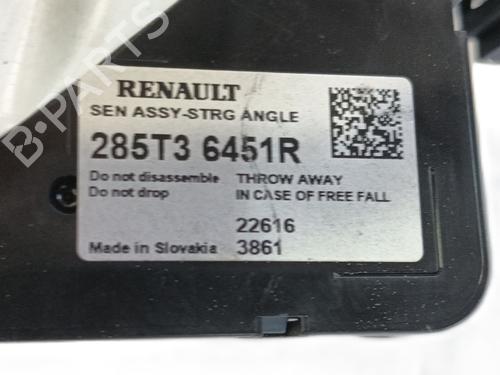 RENAULT
SEN ASSY-STRG ANGLE
285T3 6451R
Do not disassemble THROW AWAY
Do not drop IN CASE OF FREE FALL
22616
Made in Slovakia 3861
B-PARTS